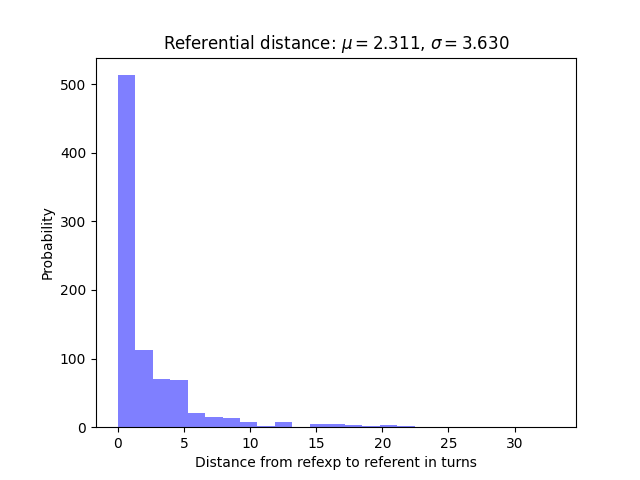 Referential distance: μ = 2.311, σ = 3.630
Probability
500
400
300
200
100
0
0 5 10 15 20 25 30
Distance from refexp to referent in turns